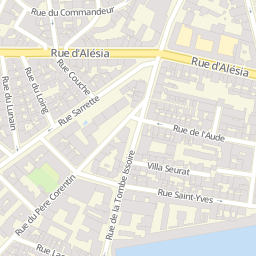 Rue du Commandeur
Rue d'Alésia
Rue d'Alésia
Rue Couche
Rue du Loing
Rue du Lunain
Rue Sarrette
Rue de l'Aude
Villa Seurat
Rue Saint-Yves
Rue de la Tombe Issoire
Rue du Père Corentin